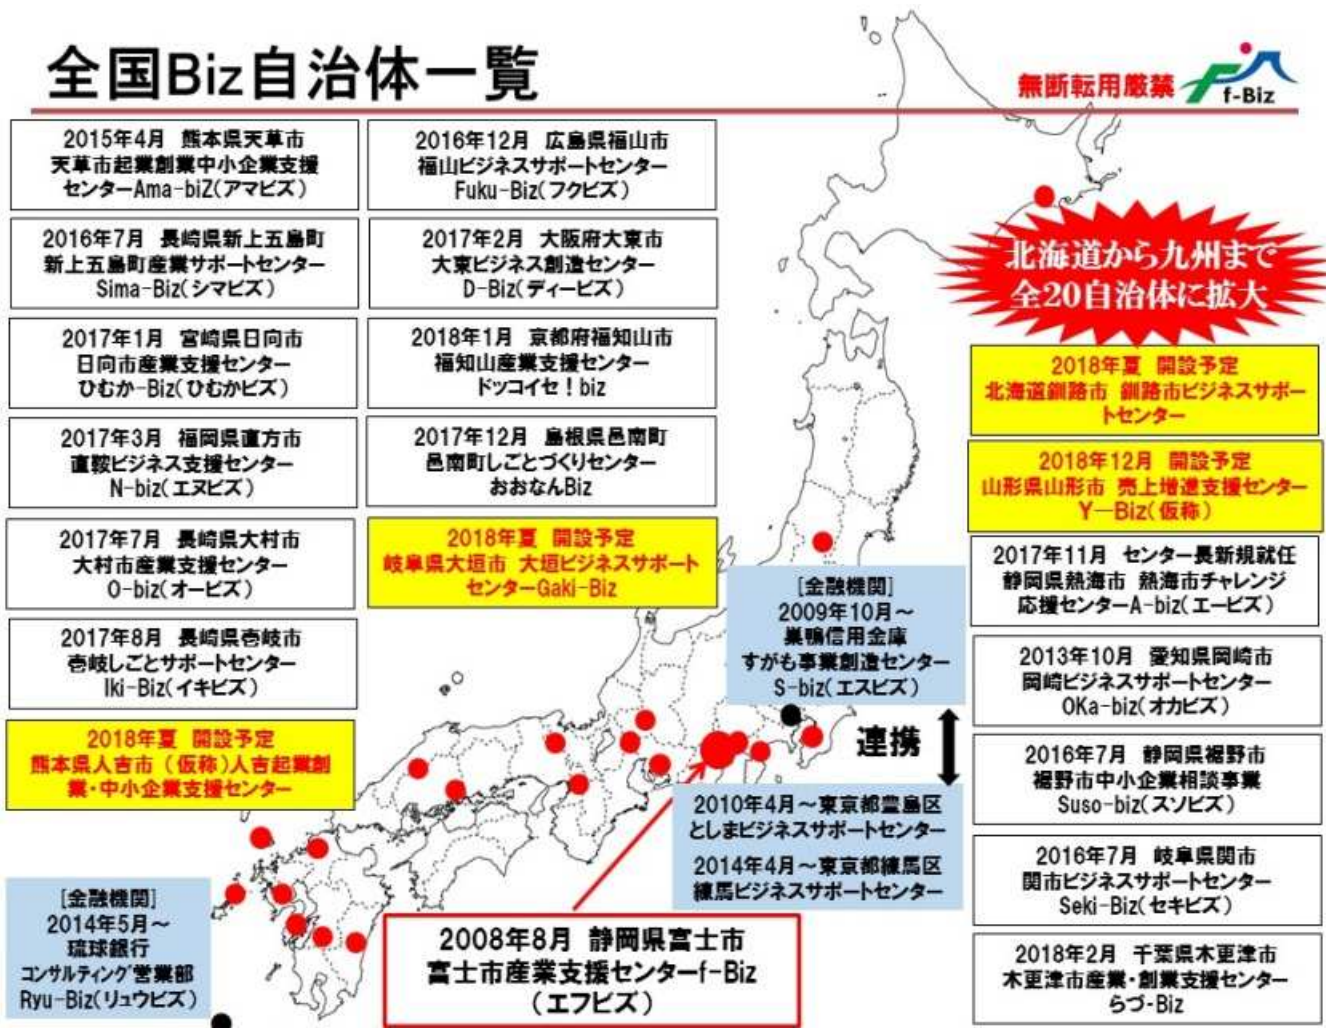 全国Biz自治体一覧
無断転用厳禁
f-Biz
2015年4月 熊本県天草市
天草市起業創業中小企業支援
センターAma-biZ(アマビズ)
2016年7月 長崎県新上五島町
新上五島町産業サポートセンター
Sima-Biz(シマビズ)
2017年1月 宮崎県日向市
日向市産業支援センター
ひむか-Biz(ひむかビズ)
2017年3月 福岡県直方市
直鞍ビジネス支援センター
N-biz(エヌビズ)
2017年7月 長崎県大村市
大村市産業支援センター
O-biz(オービズ)
2017年8月 長崎県壱岐市
壱岐しごとサポートセンター
Iki-Biz(イキビズ)
2018年夏 開設予定
熊本県人吉市 (仮称)人吉起業創
業・中小企業支援センター
[金融機関]
2014年5月~
琉球銀行
コンサルティング営業部
Ryu-Biz(リュウビズ)
2016年12月 広島県福山市
福山ビジネスサポートセンター
Fuku-Biz(フクビズ)
2017年2月 大阪府大東市
大東ビジネス創造センター
D-Biz(ディービズ)
2018年1月 京都府福知山市
福知山産業支援センター
ドッコイセ!biz
2017年12月 島根県邑南町
邑南町しごとづくりセンター
おおなんBiz
2018年夏 開設予定
岐阜県大垣市 大垣ビジネスサポート
センターGaki-Biz
[金融機関]
2009年10月~
巣鴨信用金庫
すがも事業創造センター
S-biz(エスビズ)
連携
2010年4月~東京都豊島区
としまビジネスサポートセンター
2014年4月~東京都練馬区
練馬ビジネスサポートセンター
2008年8月 静岡県富士市
富士市産業支援センターf-Biz
(エフビズ)
北海道から九州まで
全20自治体に拡大
2018年夏 開設予定
北海道釧路市 釧路市ビジネスサポー
トセンター
2018年12月 開設予定
山形県山形市 売上増進支援センター
Y-Biz(仮称)
2017年11月 センター長新規就任
静岡県熱海市 熱海市チャレンジ
応援センターA-biz(エービズ)
2013年10月 愛知県岡崎市
岡崎ビジネスサポートセンター
OKa-biz(オカビズ)
2016年7月 静岡県裾野市
裾野市中小企業相談事業
Suso-biz(スソビズ)
2016年7月 岐阜県関市
関市ビジネスサポートセンター
Seki-Biz(セキビズ)
2018年2月 千葉県木更津市
木更津市産業・創業支援センター
らづ-Biz